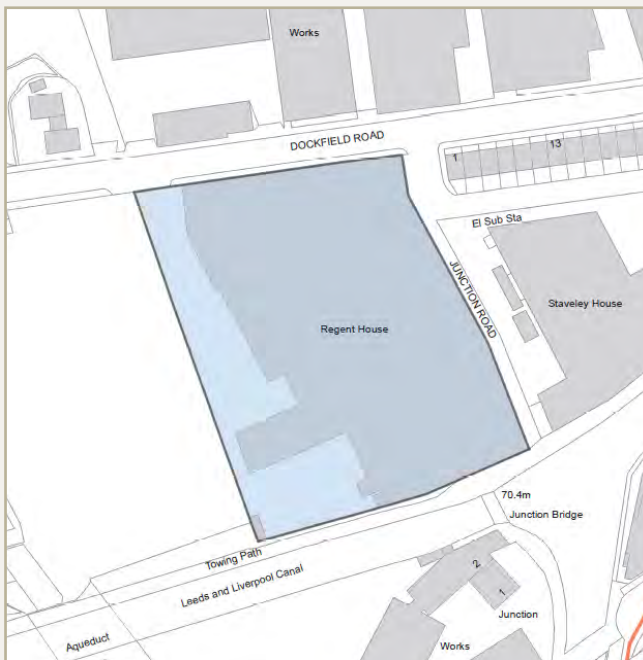 Works
DOCKFIELD ROAD
1
13
El Sub Sta
JUNCTION ROAD
Staveley House
Regent House
70.4m
Junction Bridge
Towing Path
Leeds and Liverpool Canal
2
1
Junction
Aqueduct
Works